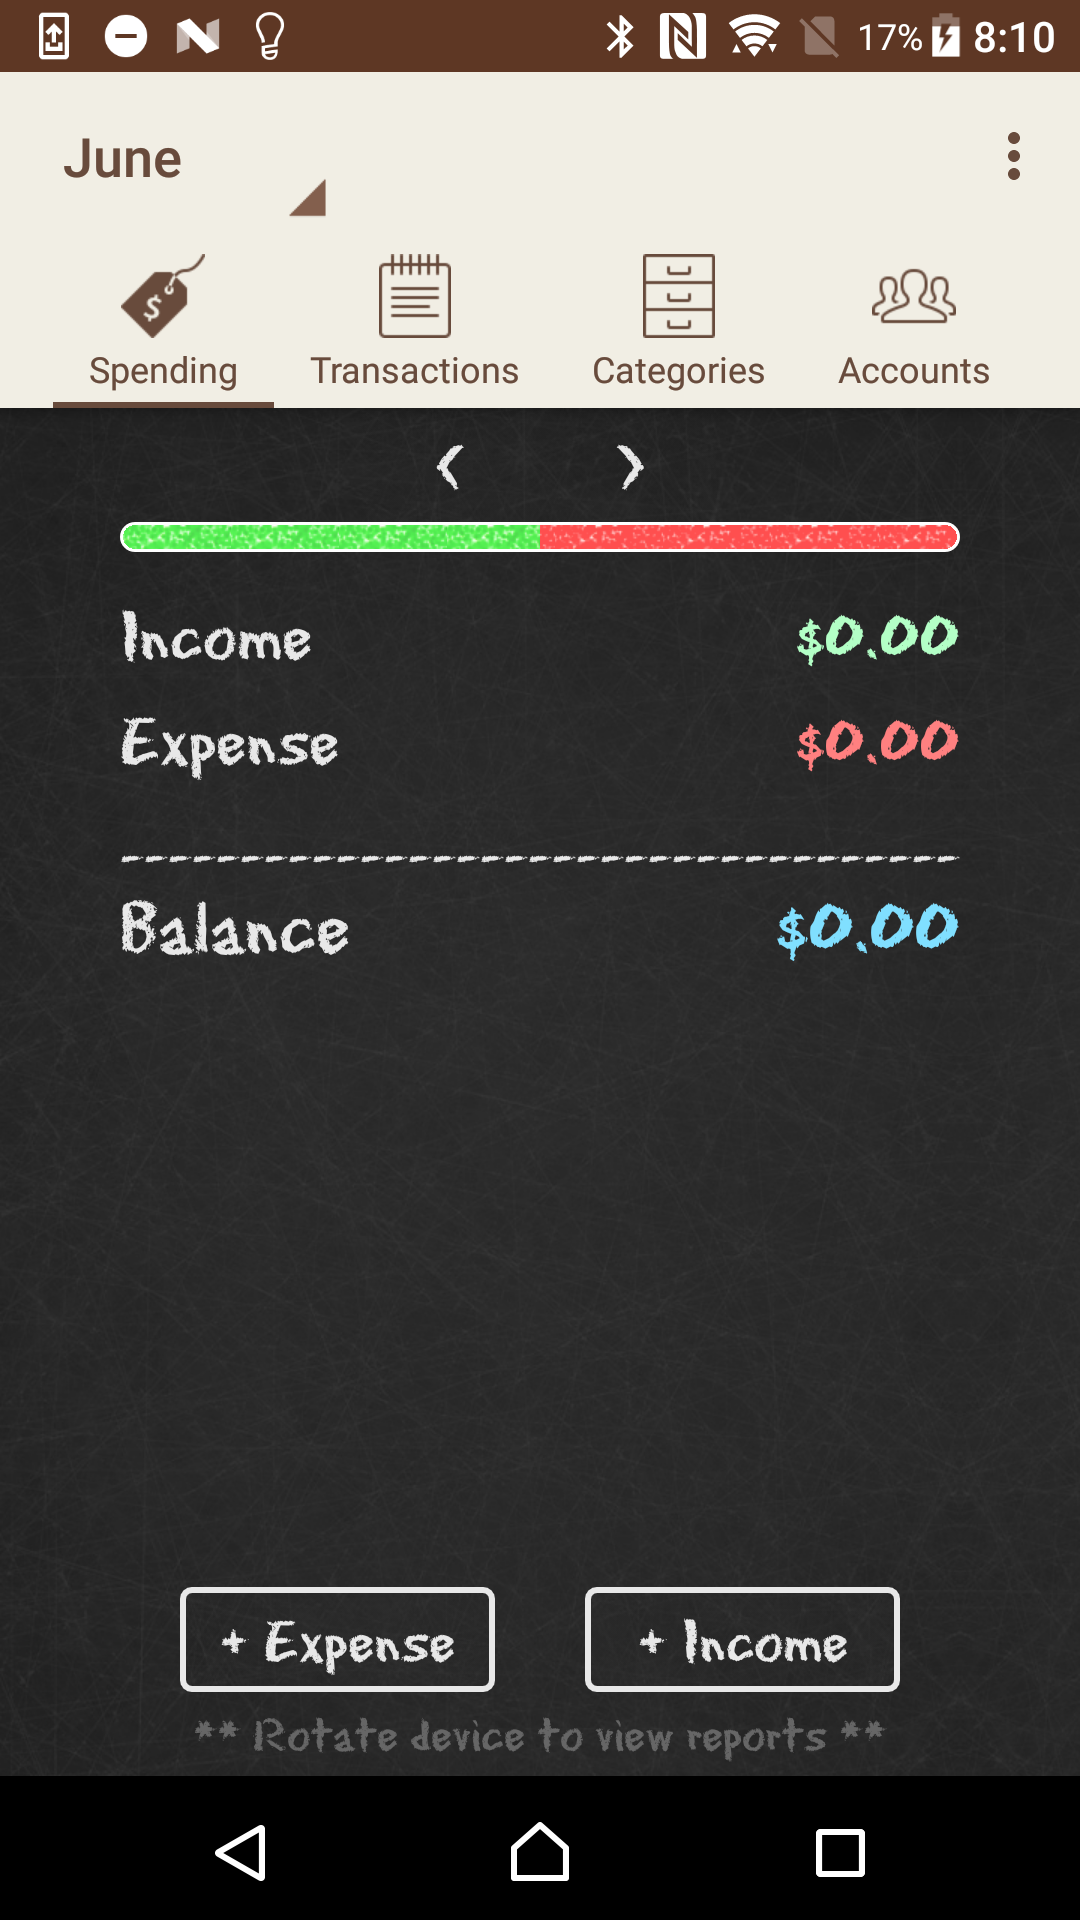 17% 8:10
June
Spending Transactions Categories Accounts
Income $0.00
Expense $0.00
Balance $0.00
+ Expense + Income
** Rotate device to view reports **